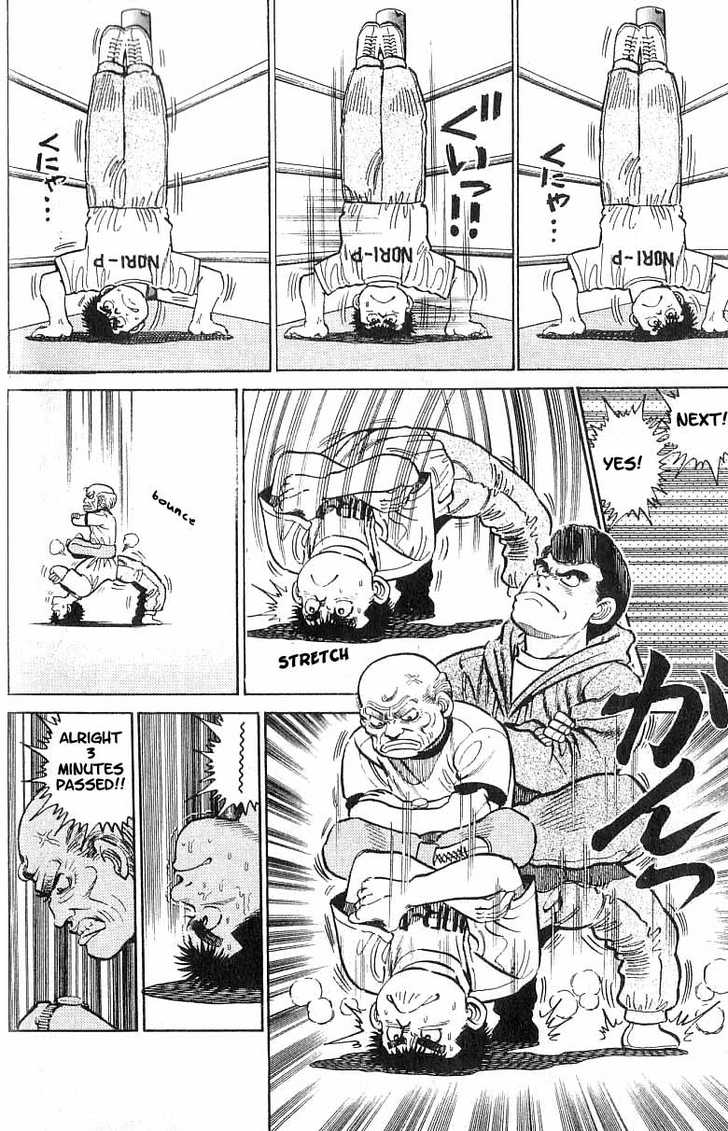 くにゃ…
NORI-P
ぐいっ!!
NORI-P
くにゃ…
NORI-P
NEXT!
YES!
STRETCH
bounce
がんっ
ALRIGHT
3
MINUTES
PASSED!!